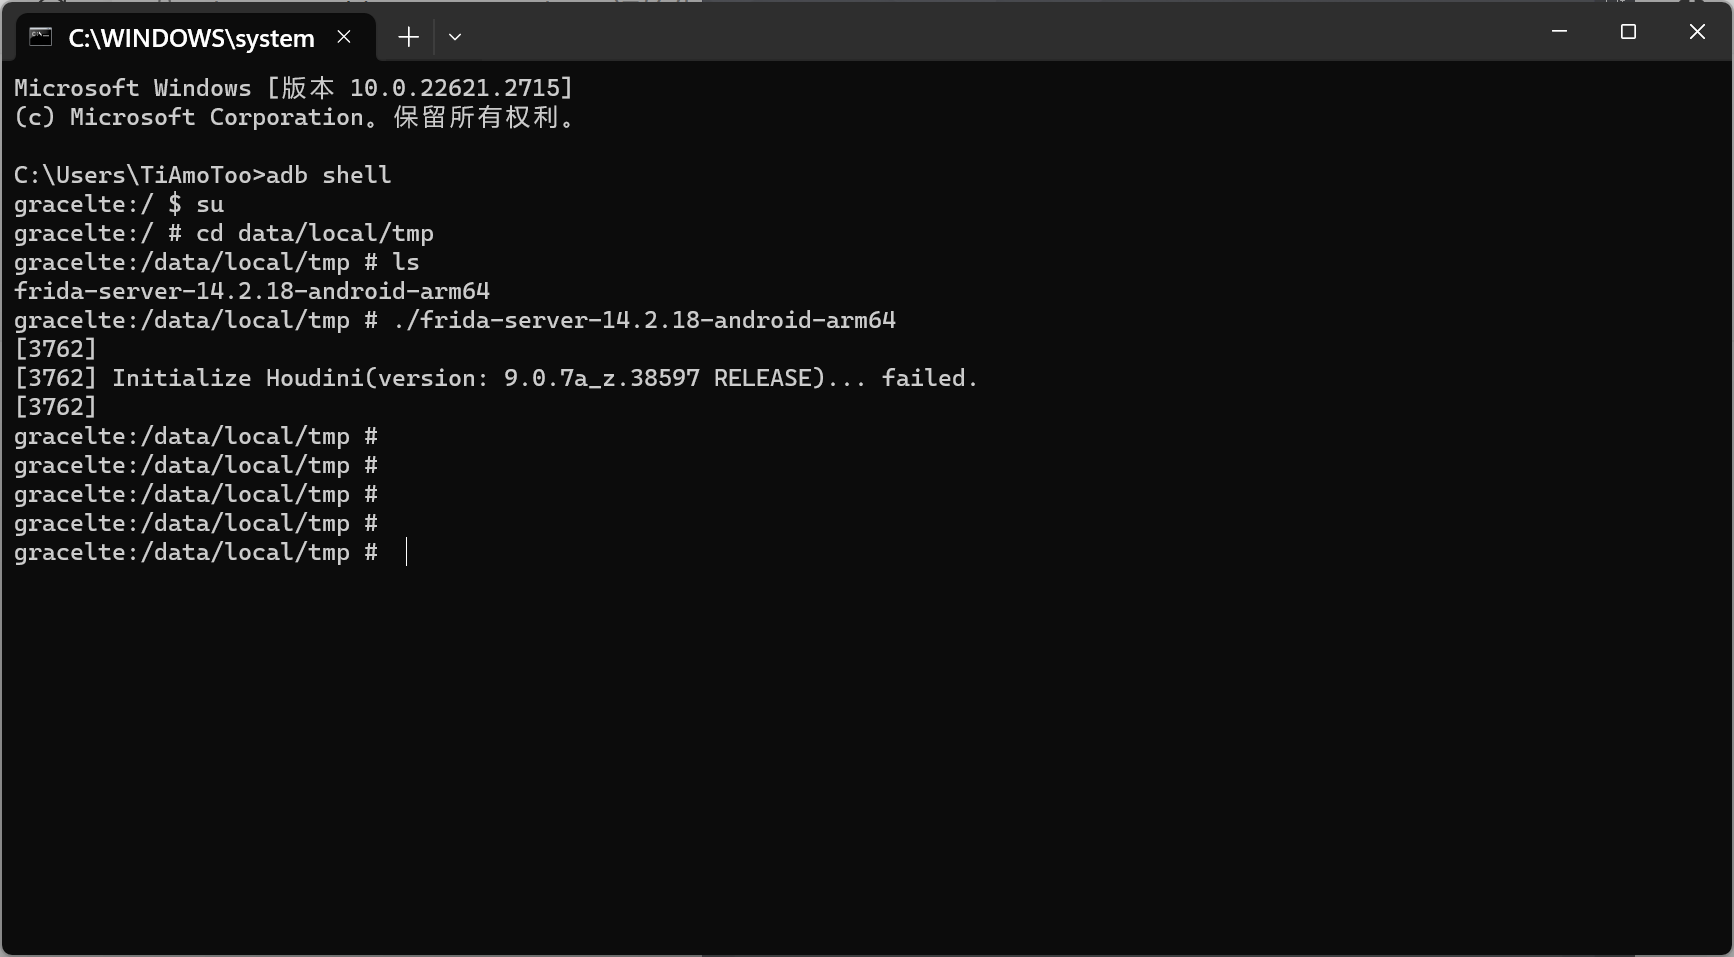 C:\WINDOWS\system
Microsoft Windows [版本 10.0.22621.2715]
(c) Microsoft Corporation。保留所有权利。
C:\Users\TiAmoToo>adb shell
gracelte:/ $ su
gracelte:/ # cd data/local/tmp
gracelte:/data/local/tmp # ls
frida-server-14.2.18-android-arm64
gracelte:/data/local/tmp # ./frida-server-14.2.18-android-arm64
[3762]
[3762] Initialize Houdini(version: 9.0.7a_z.38597 RELEASE)... failed.
[3762]
gracelte:/data/local/tmp #
gracelte:/data/local/tmp #
gracelte:/data/local/tmp #
gracelte:/data/local/tmp #
gracelte:/data/local/tmp #